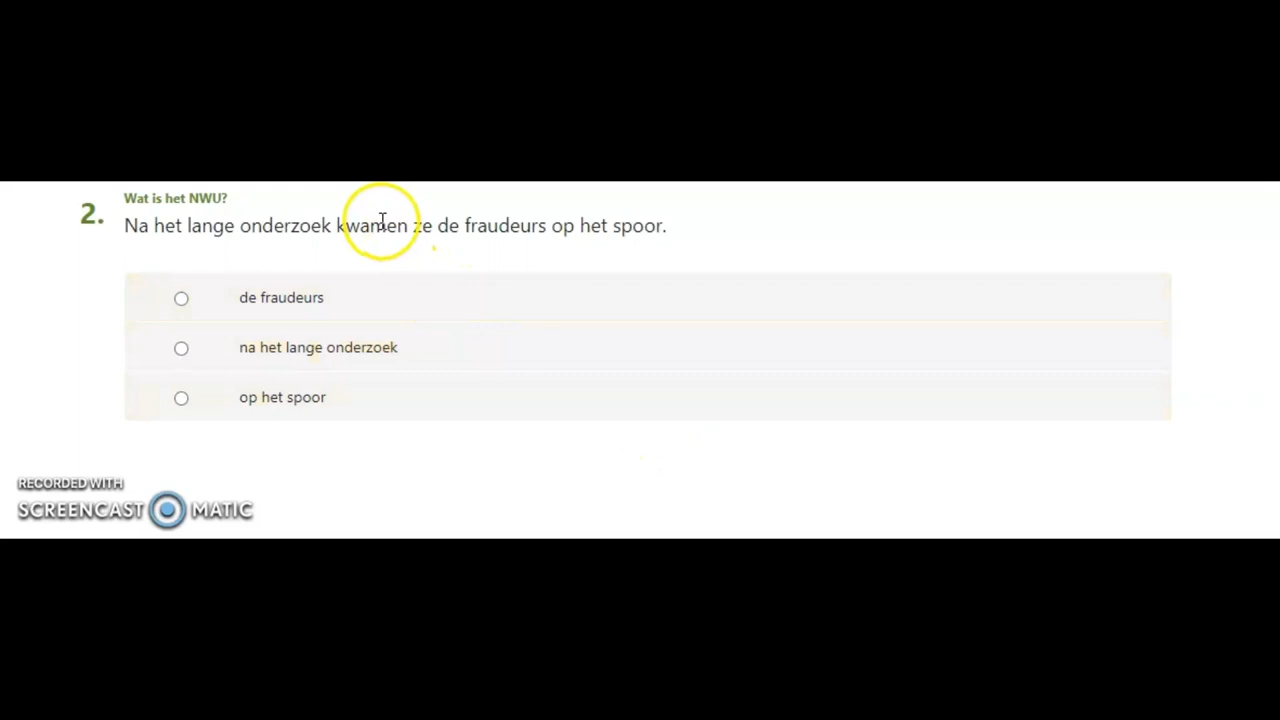 Wat is het NWU?
2.
Na het lange onderzoek kwamen ze de fraudeurs op het spoor.
de fraudeurs
na het lange onderzoek
op het spoor
RECORDED WITH
SCREENCAST MATIC